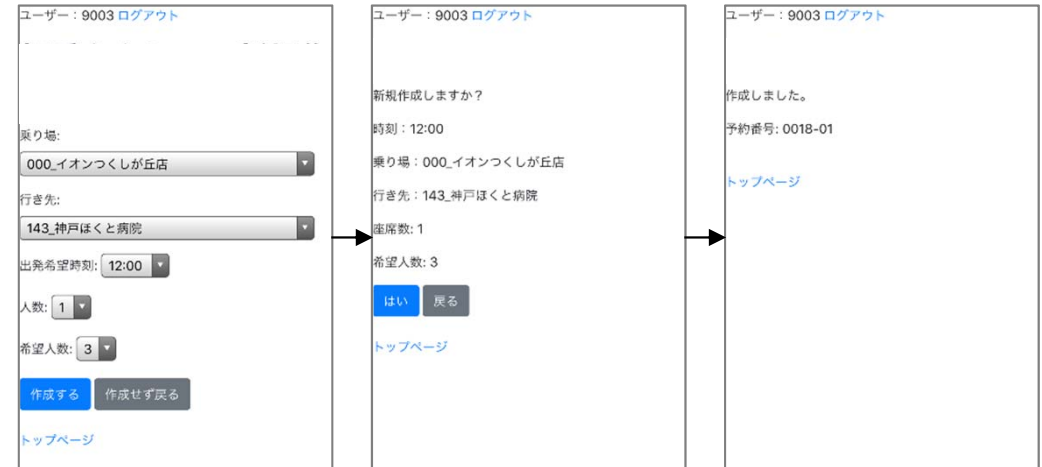 ユーザー：9003 ログアウト
乗り場:
000_イオンつくしが丘店
行き先:
143_神戸ほくと病院
出発希望時刻: 12:00
人数: 1
希望人数: 3
作成する 作成せず戻る
トップページ
ユーザー：9003 ログアウト
新規作成しますか？
時刻：12:00
乗り場：000_イオンつくしが丘店
行き先：143_神戸ほくと病院
座席数: 1
希望人数: 3
はい 戻る
トップページ
ユーザー：9003 ログアウト
作成しました。
予約番号: 0018-01
トップページ